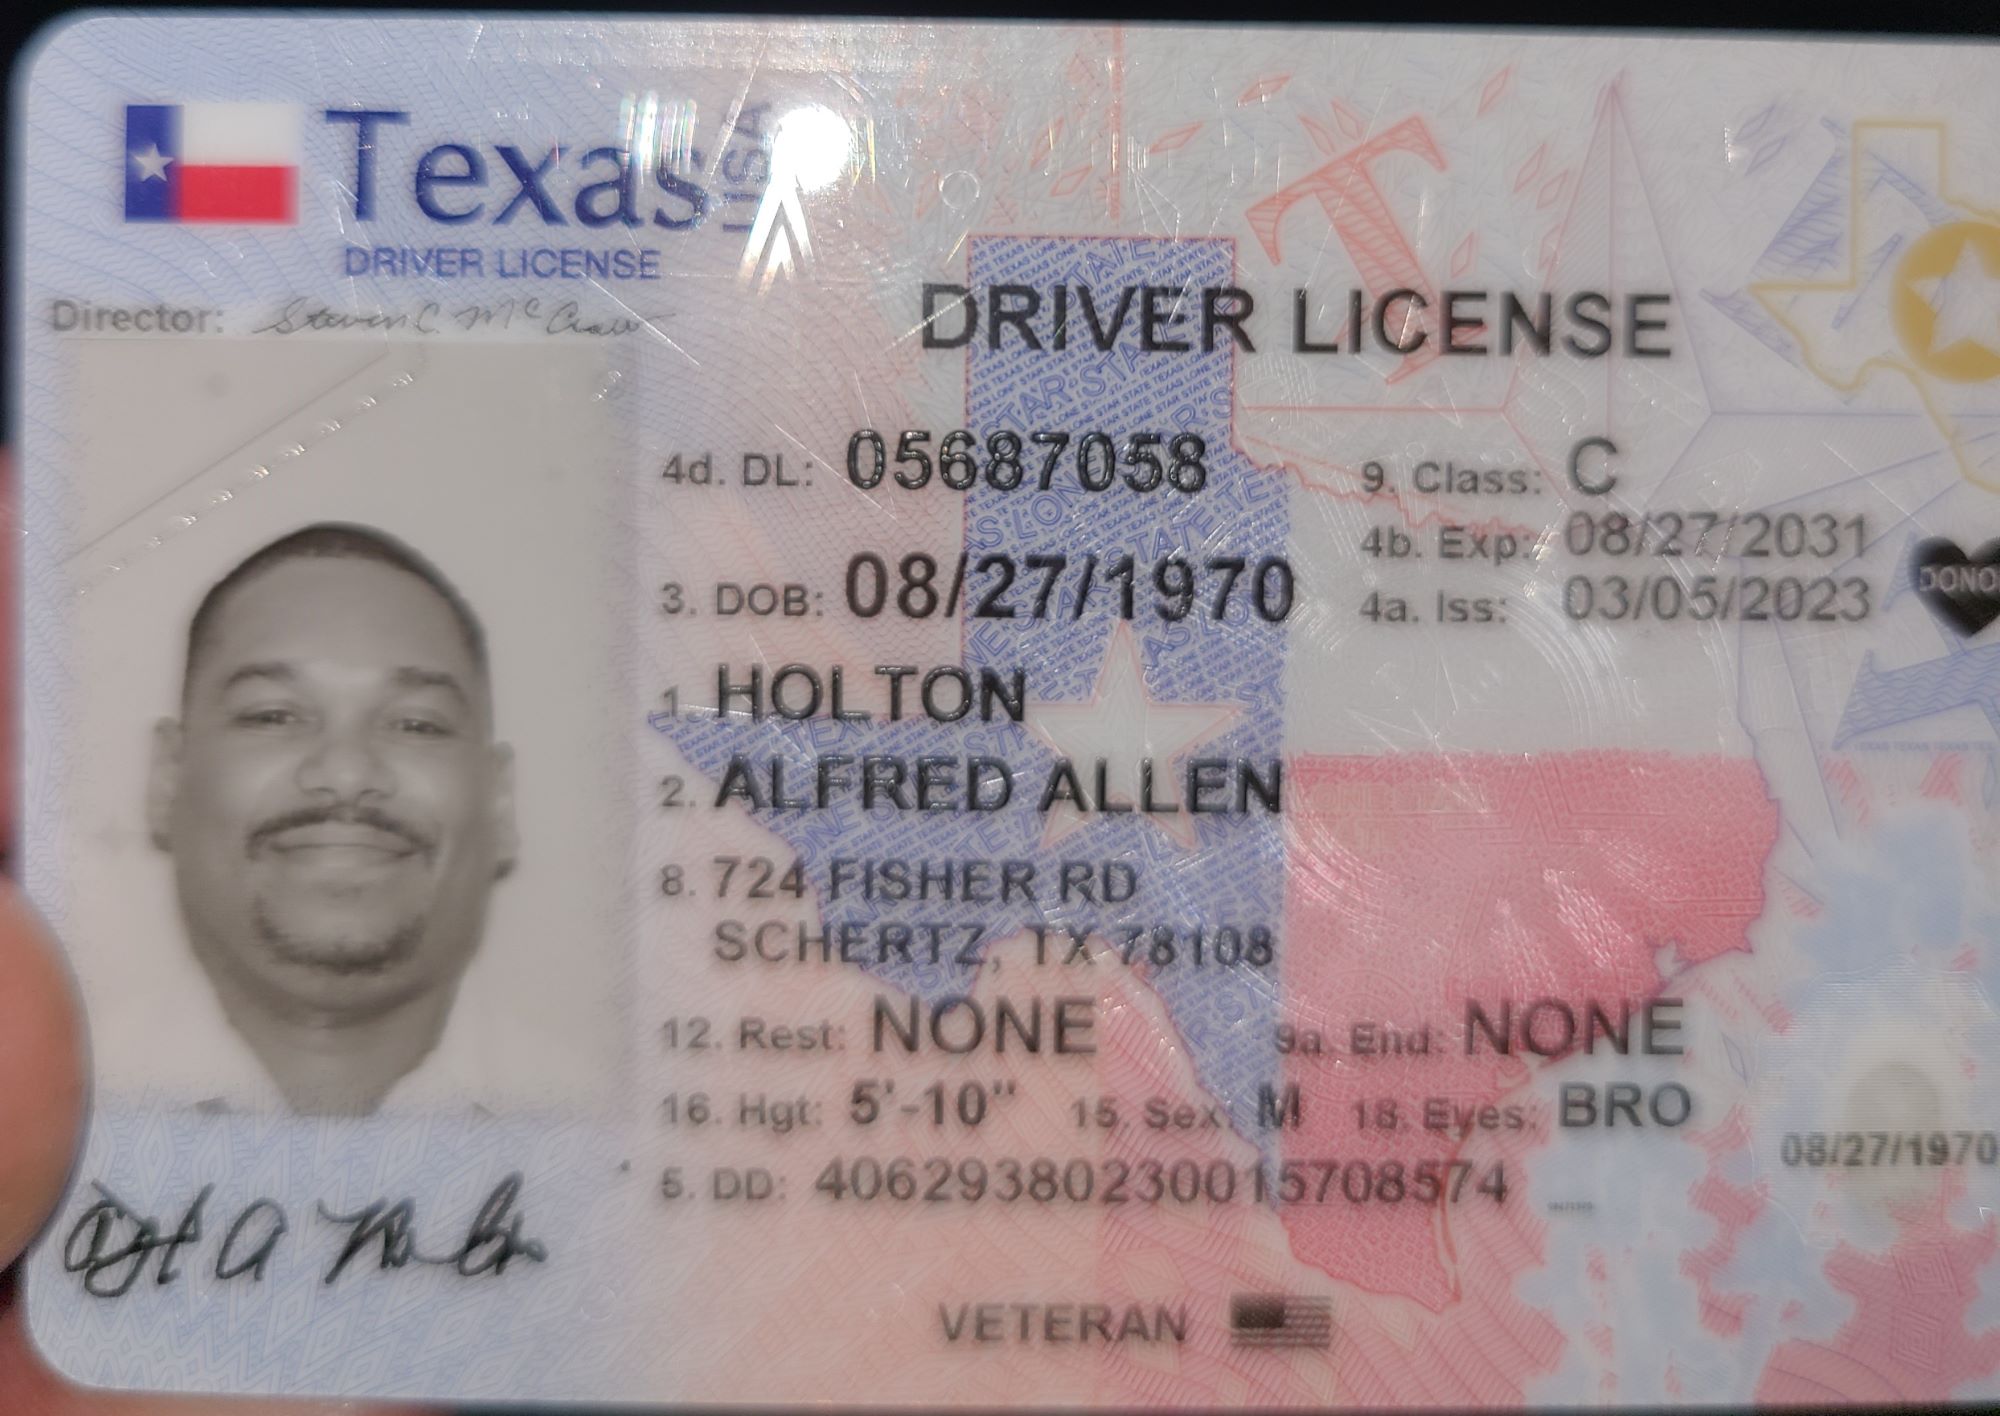 Texas USA
DRIVER LICENSE
Director: Steven C. McCraw
DRIVER LICENSE
4d. DL: 05687058
9. Class: C
4b. Exp: 08/27/2031
3. DOB: 08/27/1970
4a. Iss: 03/05/2023
DONO
1. HOLTON
2. ALFRED ALLEN
8. 724 FISHER RD
SCHERTZ, TX 78108
12. Rest: NONE
9a. End: NONE
16. Hgt: 5'-10"
15. Sex: M
18. Eyes: BRO
08/27/1970
5. DD: 40629380230015708574
VETERAN